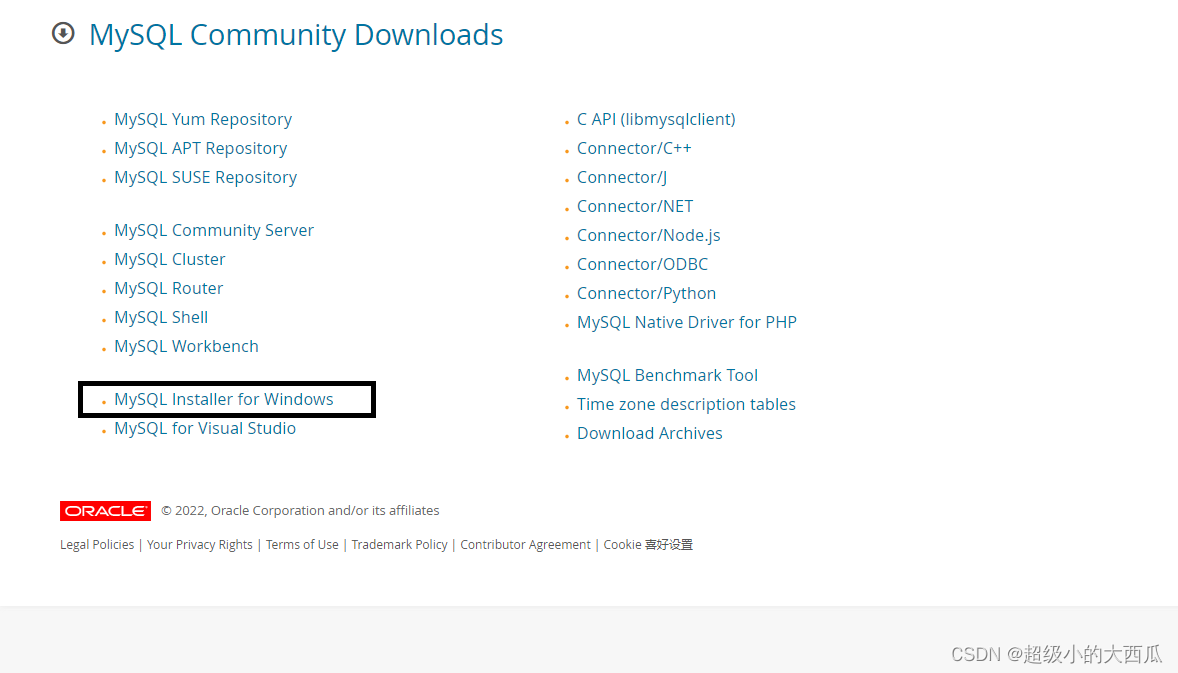 MySQL Community Downloads
MySQL Yum Repository
MySQL APT Repository
MySQL SUSE Repository
MySQL Community Server
MySQL Cluster
MySQL Router
MySQL Shell
MySQL Workbench
MySQL Installer for Windows
MySQL for Visual Studio
C API (libmysqlclient)
Connector/C++
Connector/J
Connector/NET
Connector/Node.js
Connector/ODBC
Connector/Python
MySQL Native Driver for PHP
MySQL Benchmark Tool
Time zone description tables
Download Archives
ORACLE © 2022, Oracle Corporation and/or its affiliates
Legal Policies | Your Privacy Rights | Terms of Use | Trademark Policy | Contributor Agreement | Cookie 喜好设置
CSDN @超级小的大西瓜